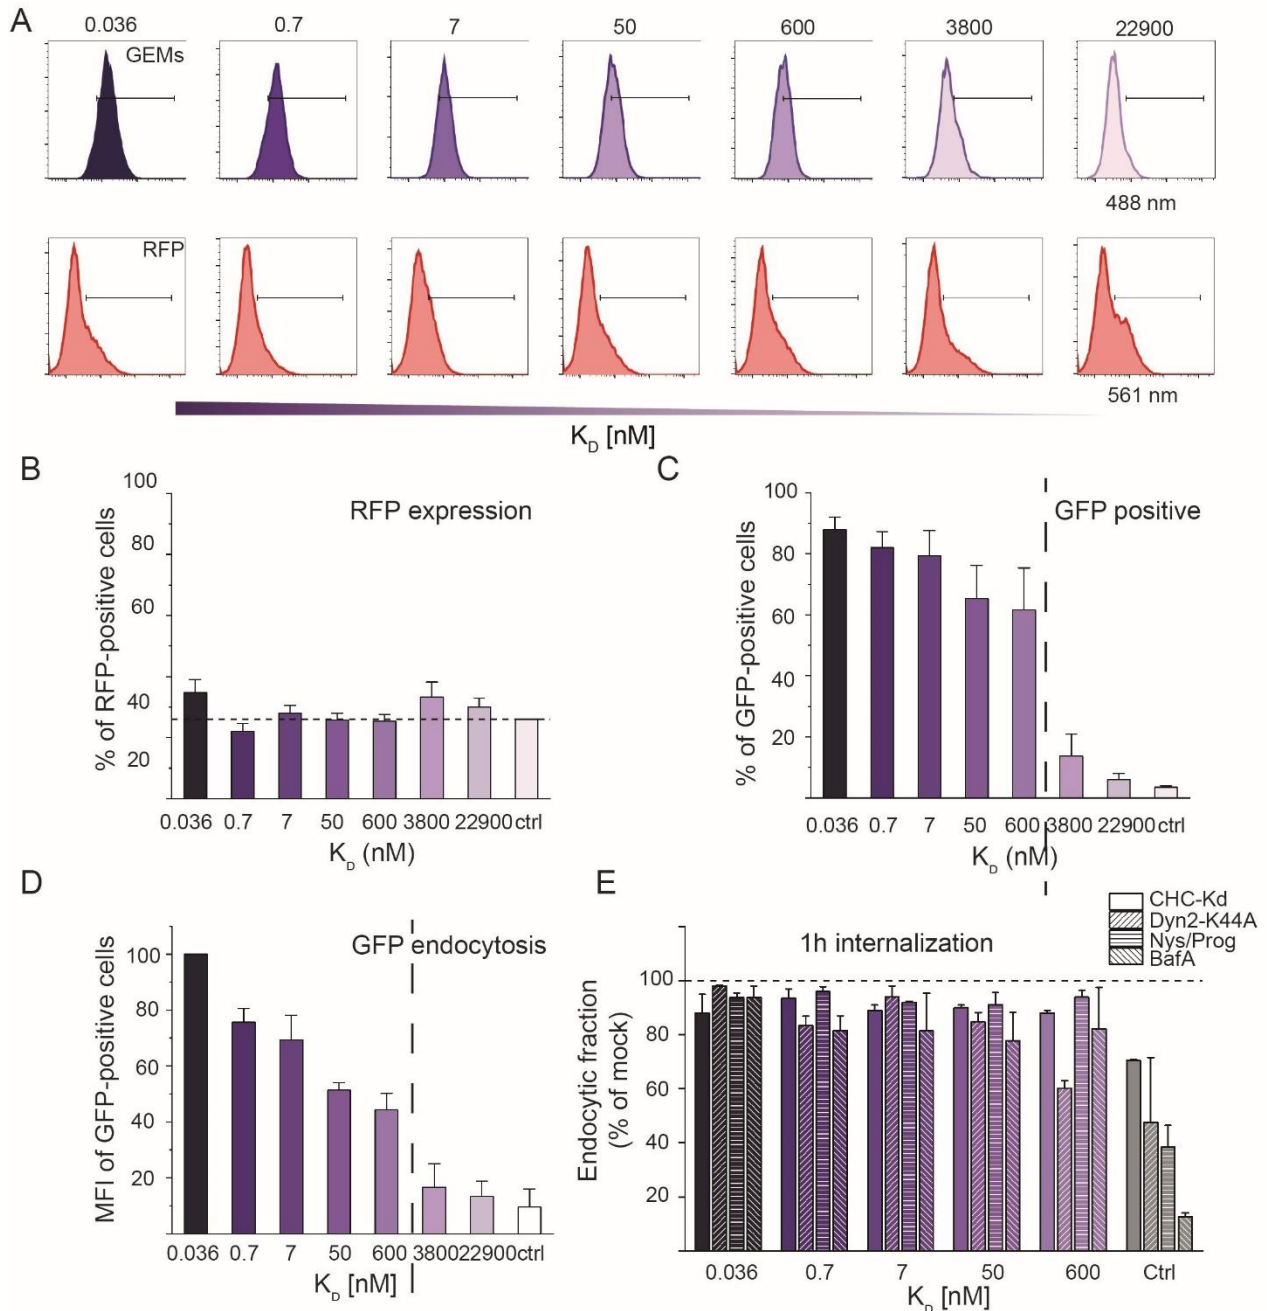 A
0.036 0.7 7 50 600 3800 22900
GEMs
488 nm
RFP
561 nm
K_D [nM]
B
RFP expression
% of RFP-positive cells
100
80
60
40
20
0.036 0.7 7 50 600 3800 22900 ctrl
K_D (nM)
C
GFP positive
% of GFP-positive cells
100
80
60
40
20
0.036 0.7 7 50 600 3800 22900 ctrl
K_D (nM)
D
GFP endocytosis
MFI of GFP-positive cells
100
80
60
40
20
0.036 0.7 7 50 600 3800 22900 ctrl
K_D [nM]
E
CHC-Kd
Dyn2-K44A
Nys/Prog
BafA
1h internalization
Endocytic fraction
(% of mock)
100
80
60
40
20
0.036 0.7 7 50 600 Ctrl
K_D [nM]